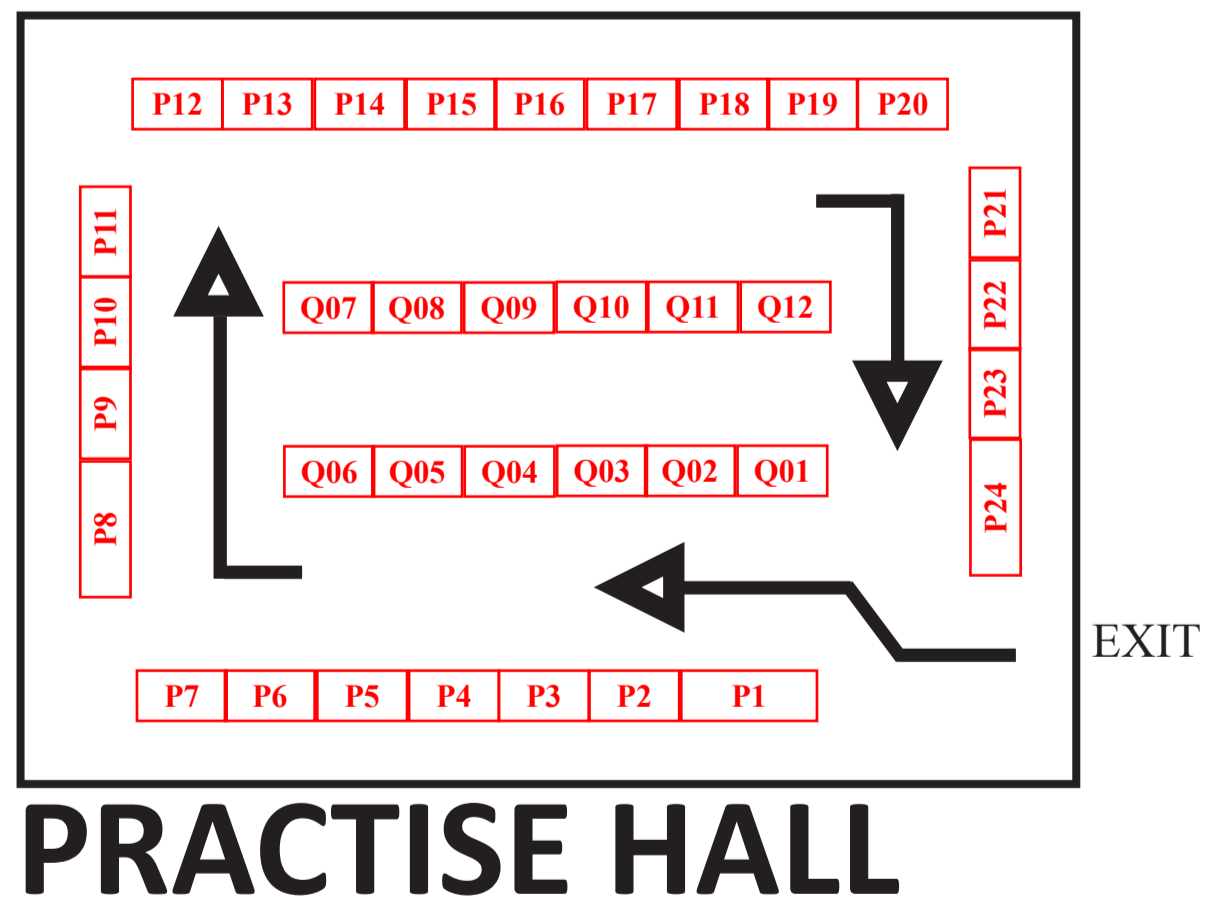 P12 P13 P14 P15 P16 P17 P18 P19 P20
P11
P10
P9
P8
P21
P22
P23
P24
Q07 Q08 Q09 Q10 Q11 Q12
Q06 Q05 Q04 Q03 Q02 Q01
EXIT
P7 P6 P5 P4 P3 P2 P1
PRACTISE HALL